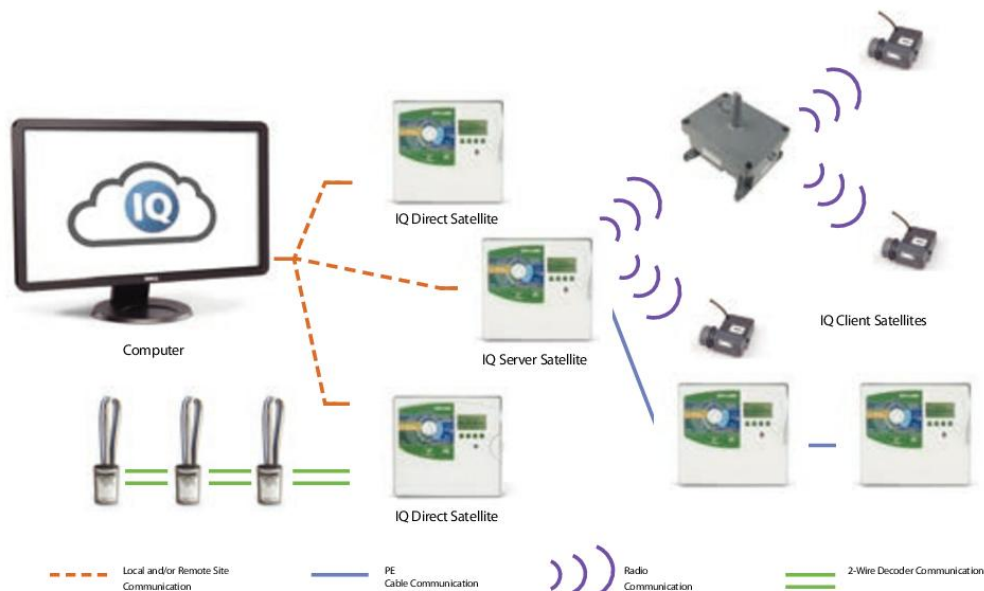 IQ
IQ Direct Satellite
Computer
IQ Server Satellite
IQ Client Satellites
IQ Direct Satellite
Local and/or Remote Site
Communication
PE
Cable Communication
Radio
Communication
2-Wire Decoder Communication